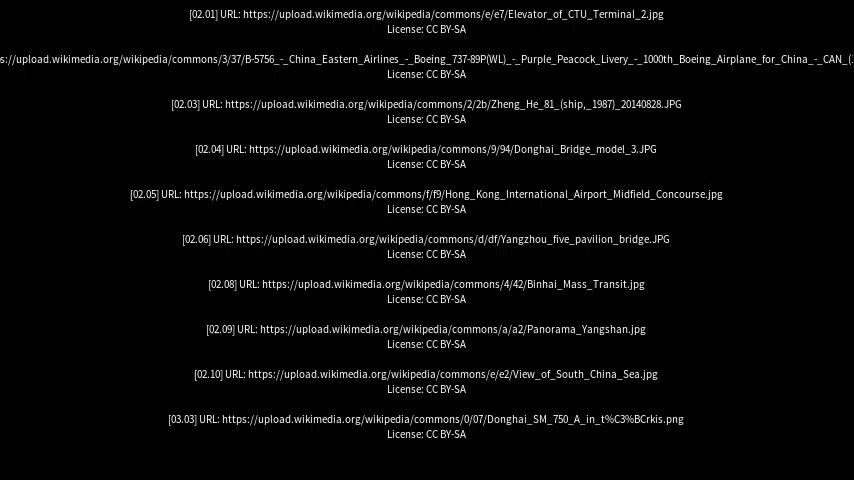 [02.01] URL: https://upload.wikimedia.org/wikipedia/commons/e/e7/Elevator_of_CTU_Terminal_2.jpg
License: CC BY-SA
s://upload.wikimedia.org/wikipedia/commons/3/37/B-5756_-_China_Eastern_Airlines_-_Boeing_737-89P(WL)_-_Purple_Peacock_Livery_-_1000th_Boeing_Airplane_for_China_-_CAN_(
License: CC BY-SA
[02.03] URL: https://upload.wikimedia.org/wikipedia/commons/2/2b/Zheng_He_81_(ship,_1987)_20140828.JPG
License: CC BY-SA
[02.04] URL: https://upload.wikimedia.org/wikipedia/commons/9/94/Donghai_Bridge_model_3.JPG
License: CC BY-SA
[02.05] URL: https://upload.wikimedia.org/wikipedia/commons/f/f9/Hong_Kong_International_Airport_Midfield_Concourse.jpg
License: CC BY-SA
[02.06] URL: https://upload.wikimedia.org/wikipedia/commons/d/df/Yangzhou_five_pavilion_bridge.JPG
License: CC BY-SA
[02.08] URL: https://upload.wikimedia.org/wikipedia/commons/4/42/Binhai_Mass_Transit.jpg
License: CC BY-SA
[02.09] URL: https://upload.wikimedia.org/wikipedia/commons/a/a2/Panorama_Yangshan.jpg
License: CC BY-SA
[02.10] URL: https://upload.wikimedia.org/wikipedia/commons/e/e2/View_of_South_China_Sea.jpg
License: CC BY-SA
[03.03] URL: https://upload.wikimedia.org/wikipedia/commons/0/07/Donghai_SM_750_A_in_t%C3%BCrkis.png
License: CC BY-SA